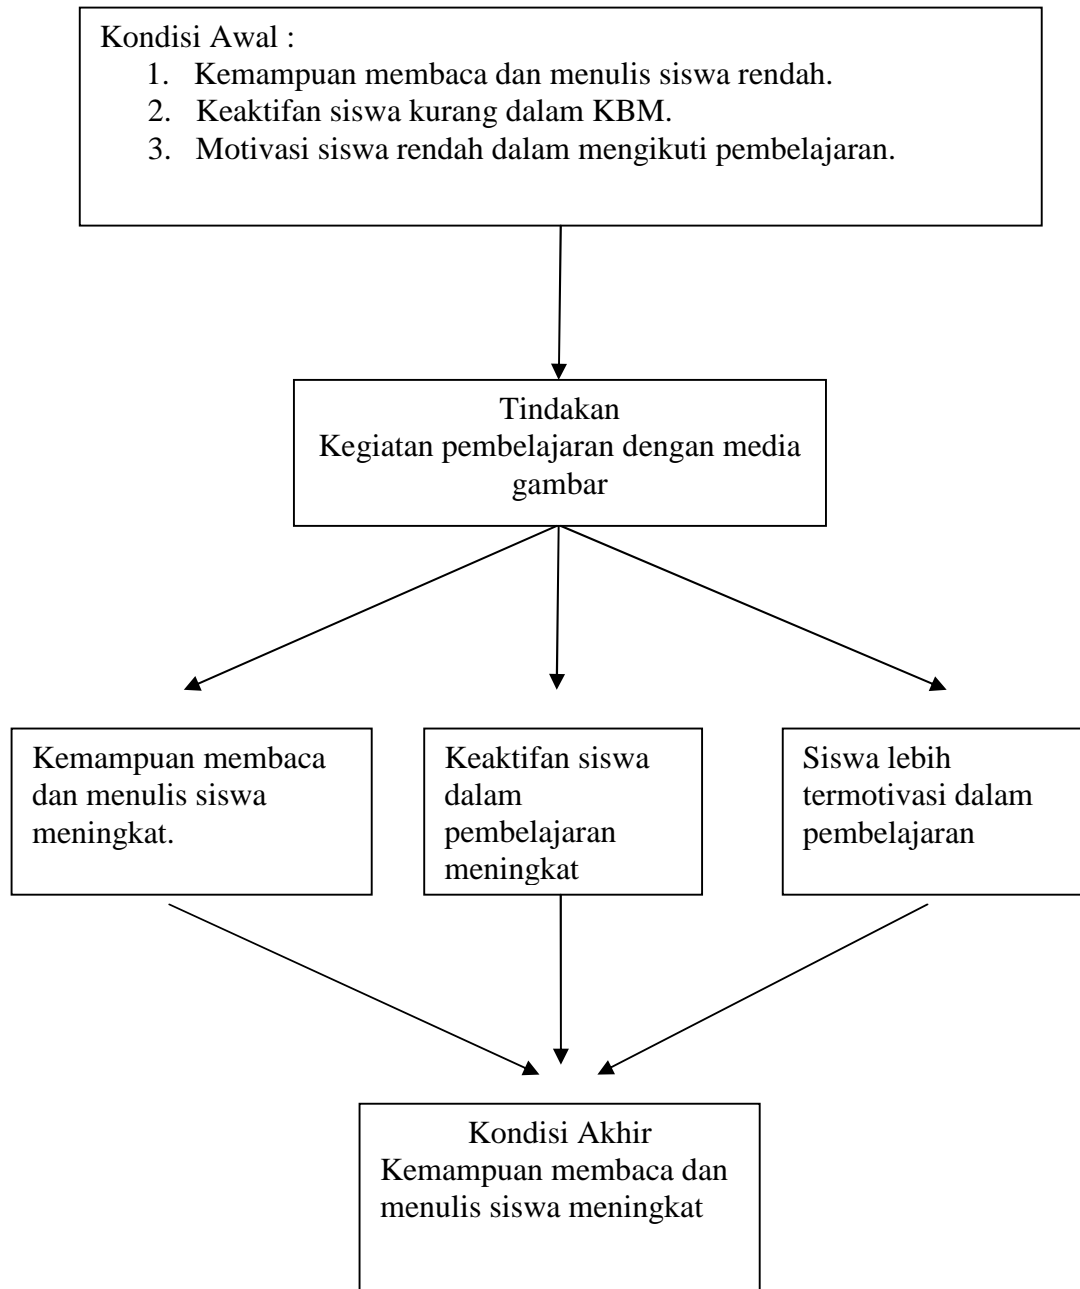 Kondisi Awal :
1. Kemampuan membaca dan menulis siswa rendah.
2. Keaktifan siswa kurang dalam KBM.
3. Motivasi siswa rendah dalam mengikuti pembelajaran.
Tindakan
Kegiatan pembelajaran dengan media
gambar
Kemampuan membaca
dan menulis siswa
meningkat.
Keaktifan siswa
dalam
pembelajaran
meningkat
Siswa lebih
termotivasi dalam
pembelajaran
Kondisi Akhir
Kemampuan membaca dan
menulis siswa meningkat